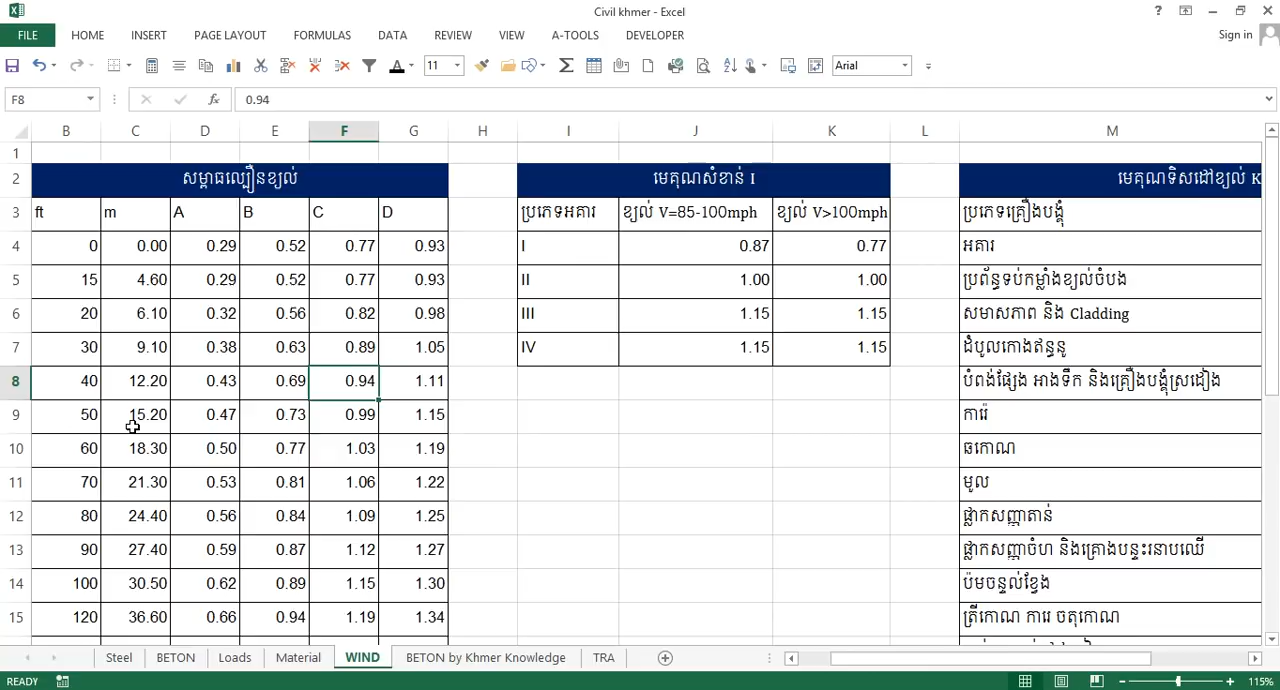 Civil khmer - Excel
FILE HOME INSERT PAGE LAYOUT FORMULAS DATA REVIEW VIEW A-TOOLS DEVELOPER Sign in
11 Arial
F8 0.94
B C D E F G H I J K L M
1
2 សម្ពាធល្បឿនខ្យល់ មេគុណសំខាន់ I មេគុណទិសដៅខ្យល់ K
3 ft m A B C D ប្រភេទអគារ ខ្យល់ V=85-100mph ខ្យល់ V>100mph ប្រភេទគ្រឿងបង្គុំ
4 0 0.00 0.29 0.52 0.77 0.93 I 0.87 0.77 អគារ
5 15 4.60 0.29 0.52 0.77 0.93 II 1.00 1.00 ប្រព័ន្ធទប់កម្លាំងខ្យល់ចំបង
6 20 6.10 0.32 0.56 0.82 0.98 III 1.15 1.15 សមាសភាព និង Cladding
7 30 9.10 0.38 0.63 0.89 1.05 IV 1.15 1.15 ដំបូលកោងឥន្ធនូ
8 40 12.20 0.43 0.69 0.94 1.11 បំពង់ផ្សែង អាងទឹក និងគ្រឿងបង្គុំស្រដៀង
9 50 15.20 0.47 0.73 0.99 1.15 ការ៉េ
10 60 18.30 0.50 0.77 1.03 1.19 ឆកោណ
11 70 21.30 0.53 0.81 1.06 1.22 មូល
12 80 24.40 0.56 0.84 1.09 1.25 ផ្លាកសញ្ញាតាន់
13 90 27.40 0.59 0.87 1.12 1.27 ផ្លាកសញ្ញាចំហ និងគ្រោងបន្ទះរនាបឈើ
14 100 30.50 0.62 0.89 1.15 1.30 ប៉មចន្ទល់ខ្វែង
15 120 36.60 0.66 0.94 1.19 1.34 ត្រីកោណ ការេ ចតុកោណ
Steel BETON Loads Material WIND BETON by Khmer Knowledge TRA
READY 115%